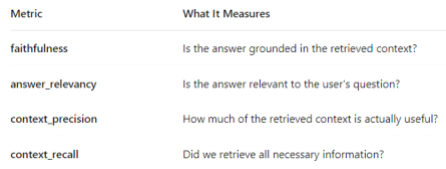 Metric What It Measures
faithfulness Is the answer grounded in the retrieved context?
answer_relevancy Is the answer relevant to the user's question?
context_precision How much of the retrieved context is actually useful?
context_recall Did we retrieve all necessary information?